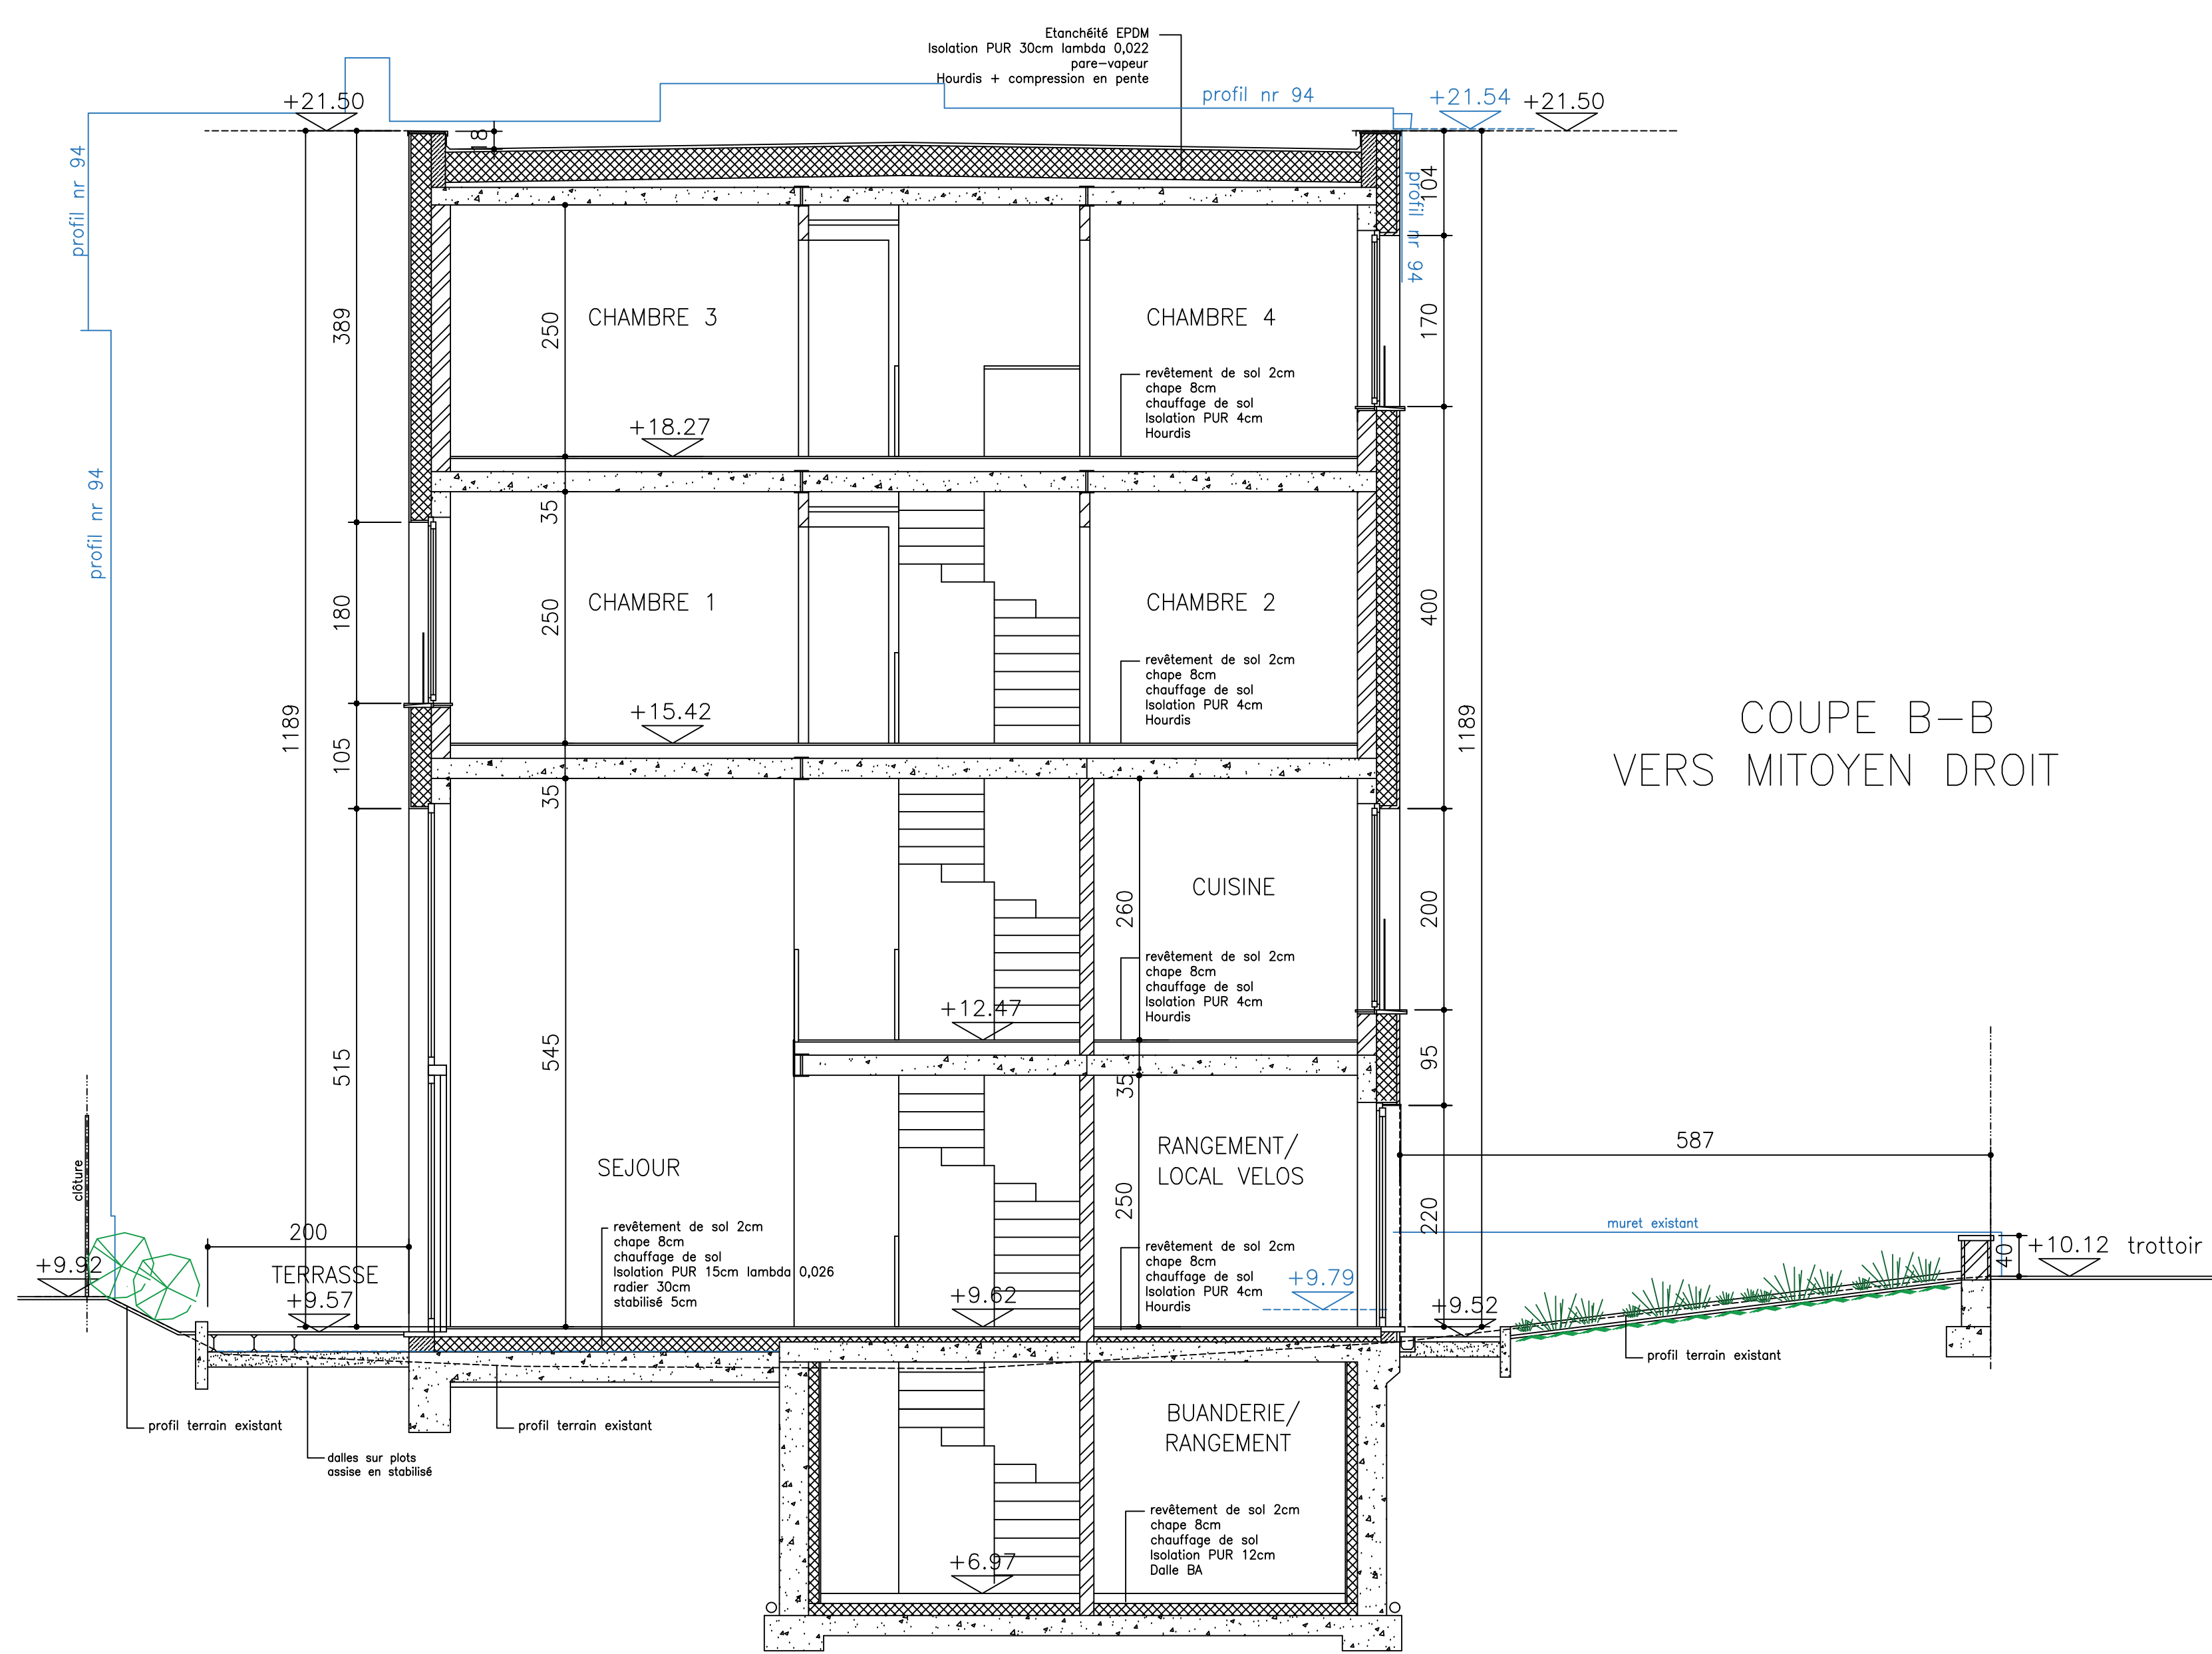 Etanchéité EPDM
Isolation PUR 30cm lambda 0,022
pare-vapeur
Hourdis + compression en pente
profil nr 94
+21.54
+21.50
+21.50
18
profil nr 94
profil nr 94
104
389
250
CHAMBRE 3
CHAMBRE 4
170
revêtement de sol 2cm
chape 8cm
chauffage de sol
Isolation PUR 4cm
Hourdis
+18.27
profil nr 94
35
180
250
CHAMBRE 1
CHAMBRE 2
400
revêtement de sol 2cm
chape 8cm
chauffage de sol
Isolation PUR 4cm
Hourdis
+15.42
1189
105
1189
COUPE B-B
VERS MITOYEN DROIT
35
CUISINE
260
200
revêtement de sol 2cm
chape 8cm
chauffage de sol
Isolation PUR 4cm
Hourdis
+12.47
515
545
95
35
587
RANGEMENT/
LOCAL VELOS
SEJOUR
clôture
250
220
muret existant
revêtement de sol 2cm
chape 8cm
chauffage de sol
Isolation PUR 15cm lambda 0,026
radier 30cm
stabilisé 5cm
revêtement de sol 2cm
chape 8cm
chauffage de sol
Isolation PUR 4cm
Hourdis
200
+9.92
TERRASSE
+9.57
+9.62
+9.79
+9.52
40
+10.12 trottoir
profil terrain existant
profil terrain existant
profil terrain existant
dalles sur plots
assise en stabilisé
BUANDERIE/
RANGEMENT
revêtement de sol 2cm
chape 8cm
chauffage de sol
Isolation PUR 12cm
Dalle BA
+6.97